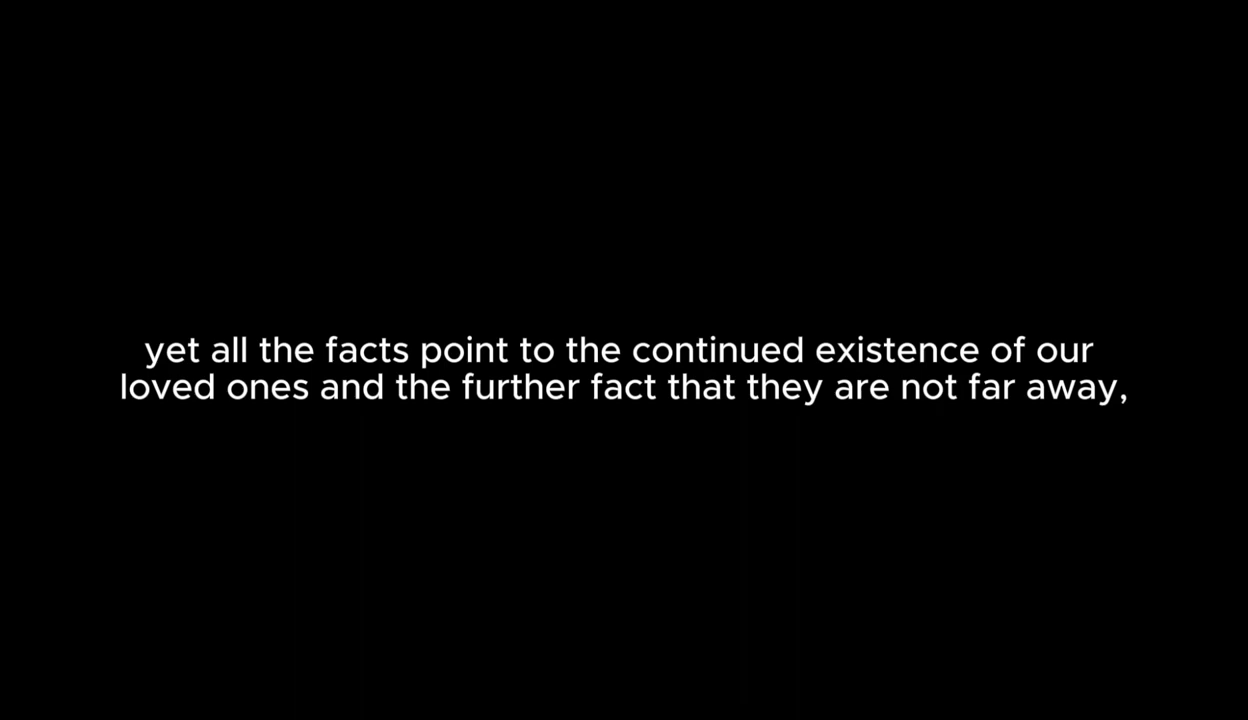 yet all the facts point to the continued existence of our
loved ones and the further fact that they are not far away,